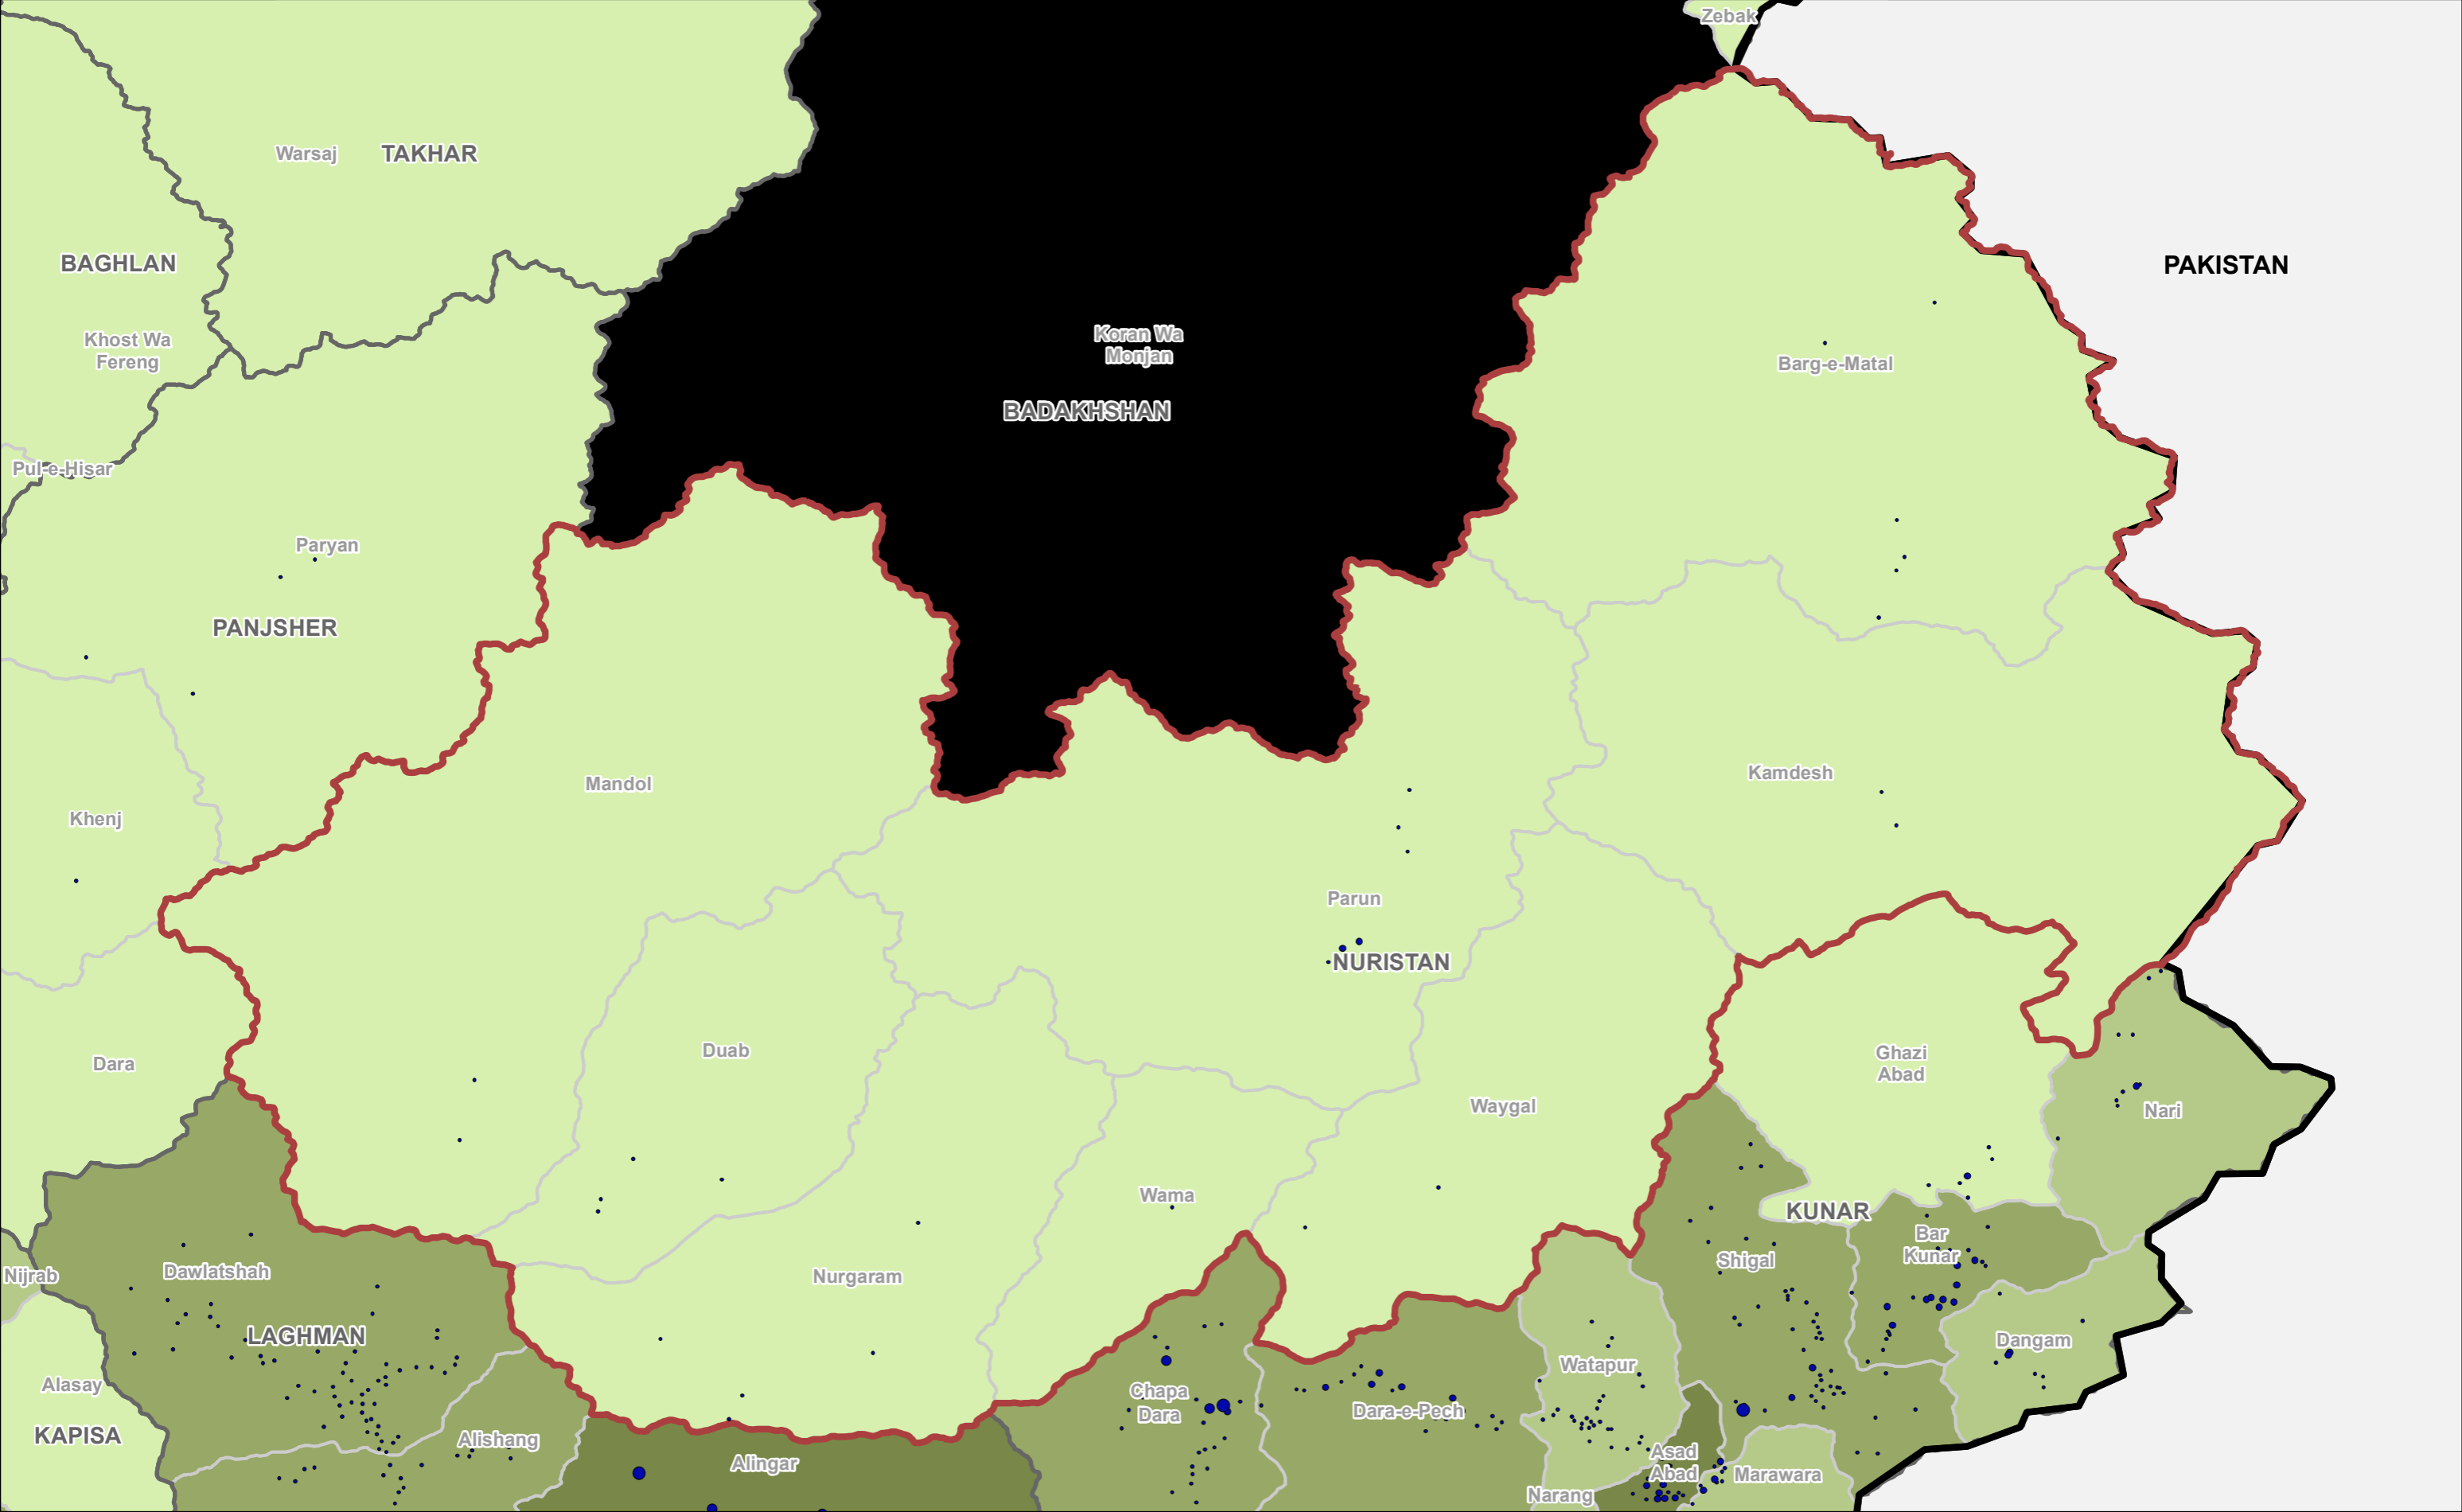 Zebak
Warsaj
TAKHAR
BAGHLAN
PAKISTAN
Khost Wa
Fereng
Koran Wa
Monjan
Barg-e-Matal
BADAKHSHAN
Pul-e-Hisar
Paryan
PANJSHER
Mandol
Kamdesh
Khenj
Parun
NURISTAN
Duab
Dara
Ghazi
Abad
Waygal
Nari
Wama
KUNAR
Bar
Kunar
Shigal
Nijrab
Dawlatshah
Nurgaram
LAGHMAN
Dangam
Watapur
Alasay
Chapa
Dara
Dara-e-Pech
KAPISA
Alishang
Alingar
Asad
Abad
Marawara
Narang